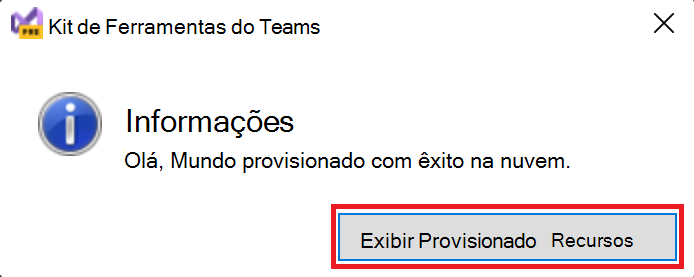 Kit de Ferramentas do Teams
Informações
Olá, Mundo provisionado com êxito na nuvem.
Exibir Provisionado Recursos